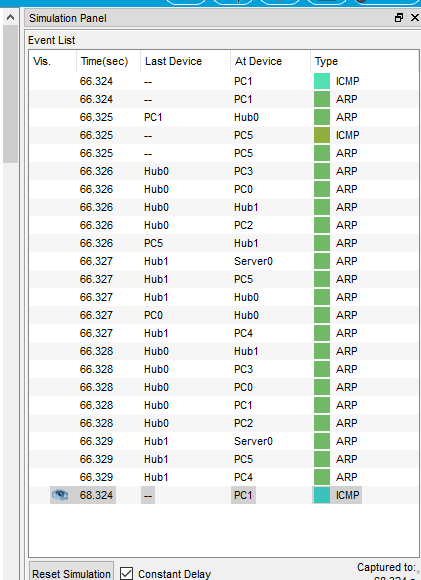 Simulation Panel
Event List
Vis. Time(sec) Last Device At Device Type
66.324 -- PC1 ICMP
66.324 -- PC1 ARP
66.325 PC1 Hub0 ARP
66.325 -- PC5 ICMP
66.325 -- PC5 ARP
66.326 Hub0 PC3 ARP
66.326 Hub0 PC0 ARP
66.326 Hub0 Hub1 ARP
66.326 Hub0 PC2 ARP
66.326 PC5 Hub1 ARP
66.327 Hub1 Server0 ARP
66.327 Hub1 PC5 ARP
66.327 Hub1 Hub0 ARP
66.327 PC0 Hub0 ARP
66.327 Hub1 PC4 ARP
66.328 Hub0 Hub1 ARP
66.328 Hub0 PC3 ARP
66.328 Hub0 PC0 ARP
66.328 Hub0 PC1 ARP
66.328 Hub0 PC2 ARP
66.329 Hub1 Server0 ARP
66.329 Hub1 PC5 ARP
66.329 Hub1 PC4 ARP
68.324 -- PC1 ICMP
Reset Simulation Constant Delay Captured to: